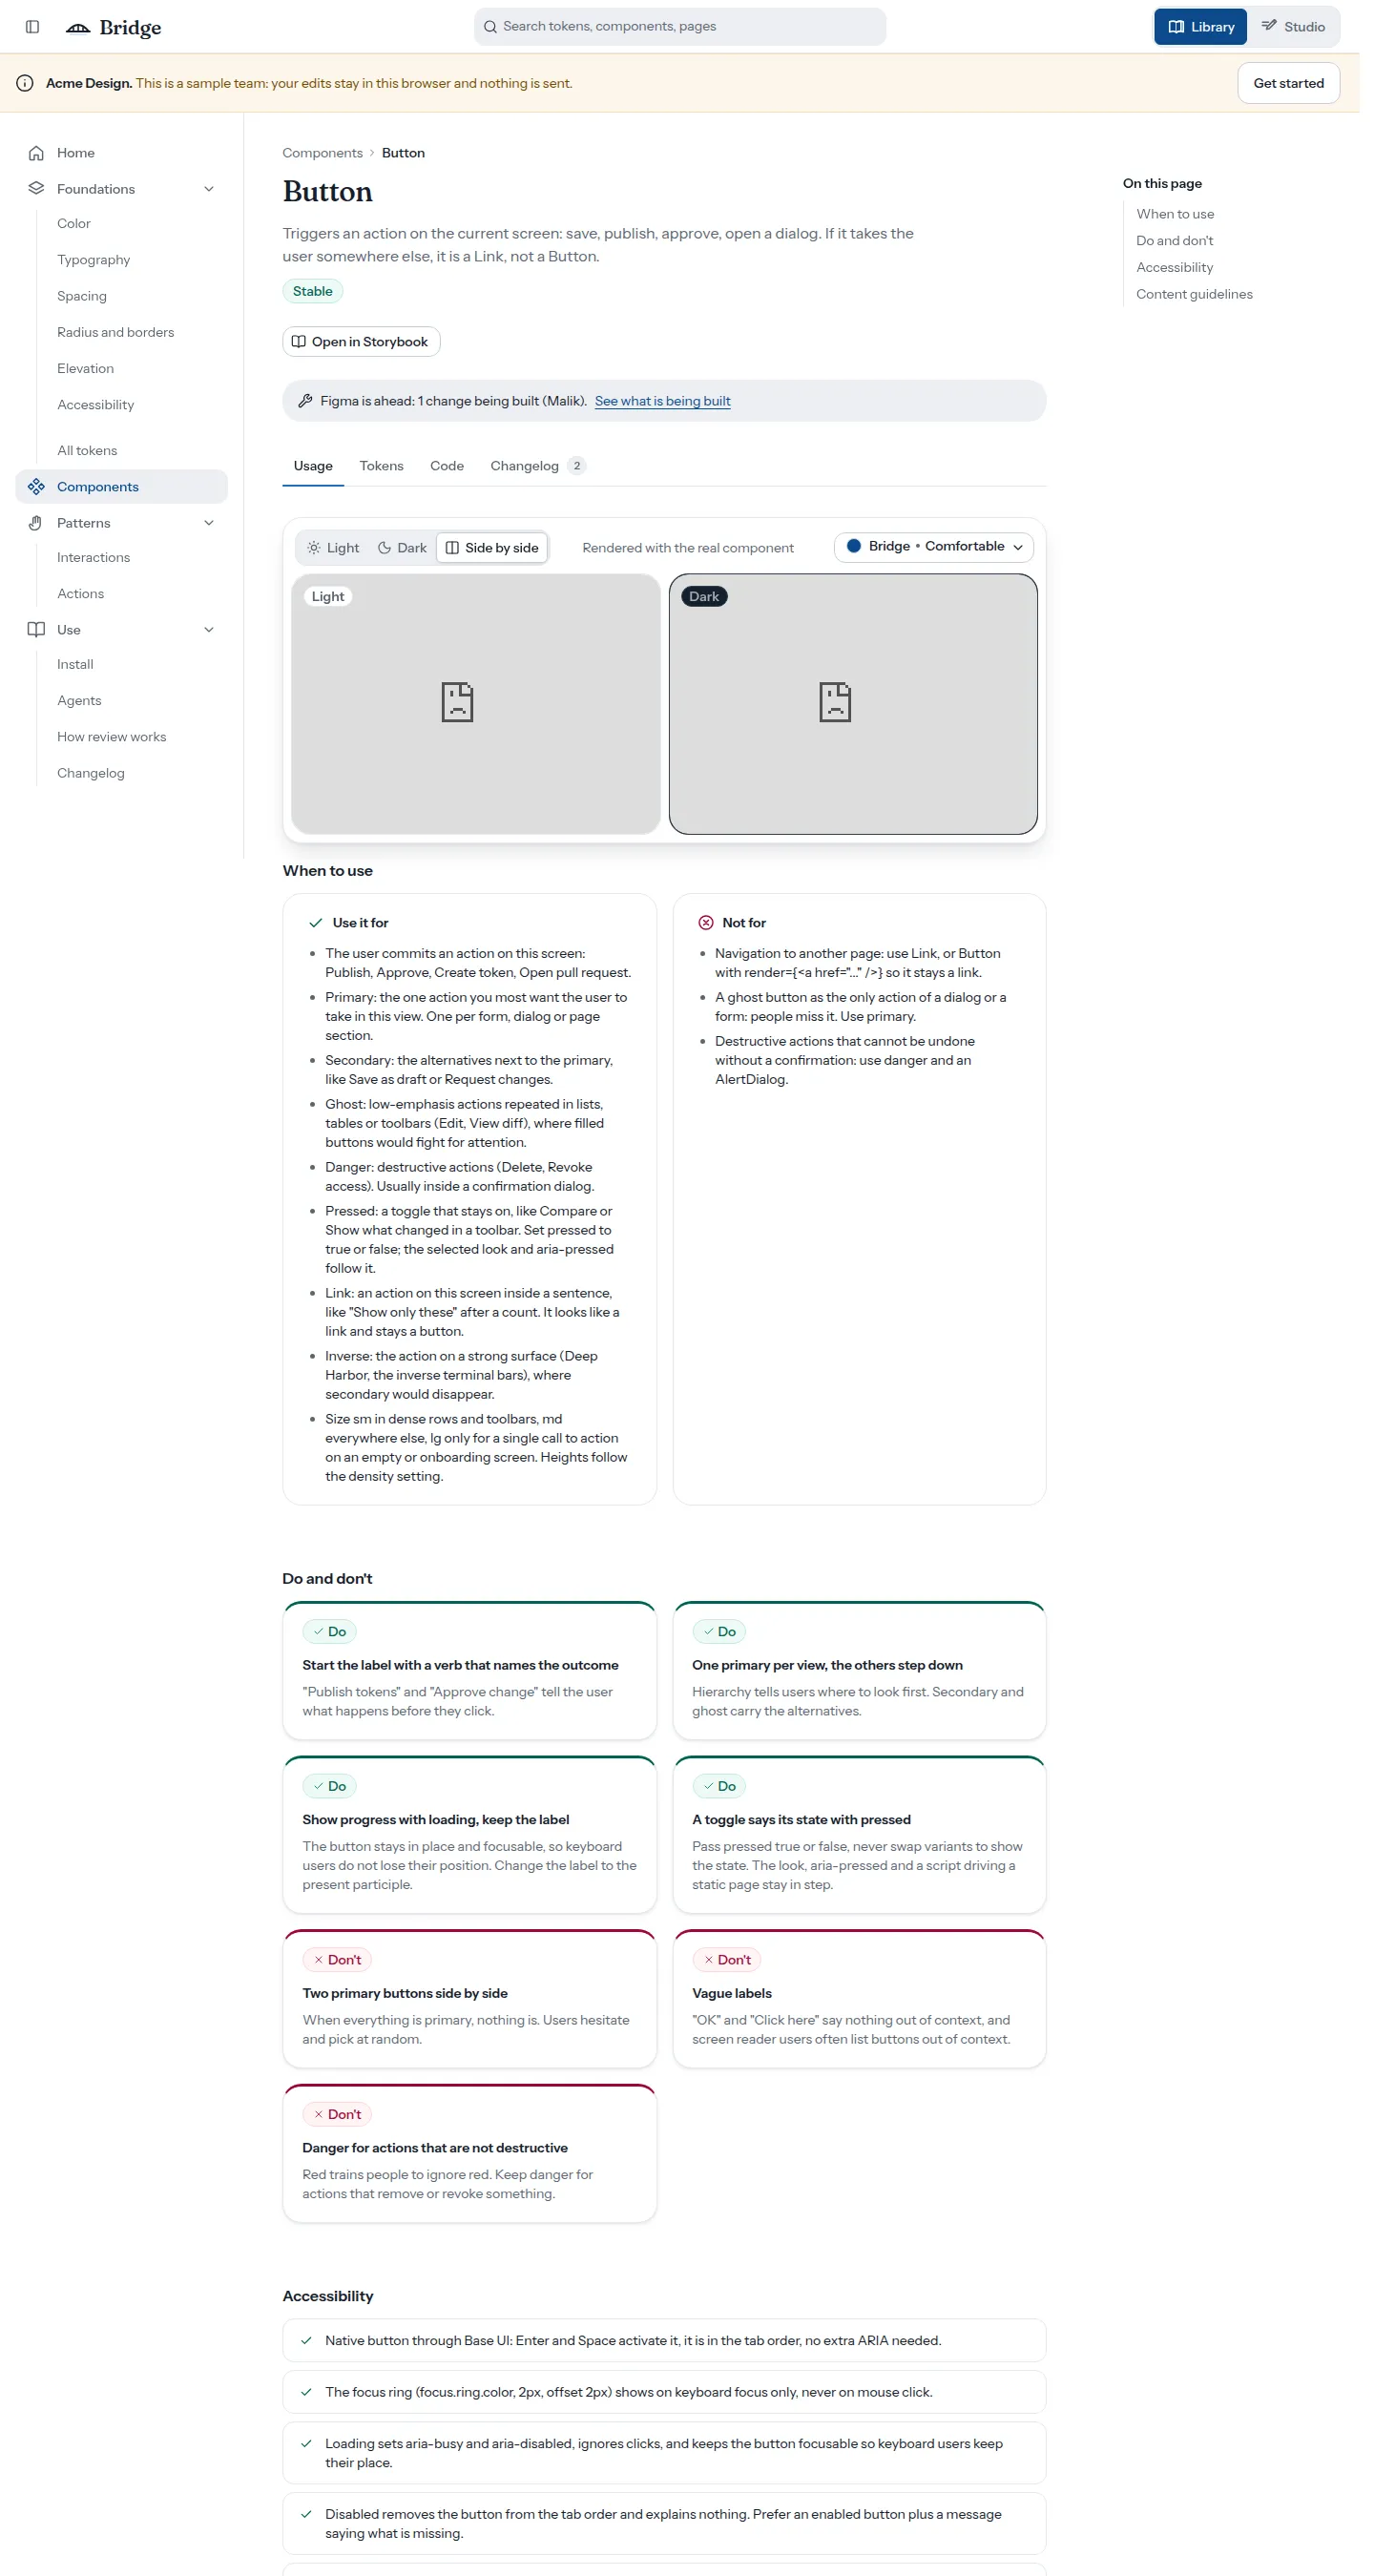 Bridge
Search tokens, components, pages
Library
Studio
Acme Design. This is a sample team: your edits stay in this browser and nothing is sent.
Get started
Home
Foundations
Color
Typography
Spacing
Radius and borders
Elevation
Accessibility
All tokens
Components
Patterns
Interactions
Actions
Use
Install
Agents
How review works
Changelog
Components › Button
Button
Triggers an action on the current screen: save, publish, approve, open a dialog. If it takes the
user somewhere else, it is a Link, not a Button.
Stable
Open in Storybook
Figma is ahead: 1 change being built (Malik). See what is being built
Usage
Tokens
Code
Changelog 2
On this page
When to use
Do and don't
Accessibility
Content guidelines
Light
Dark
Side by side
Rendered with the real component
Bridge • Comfortable
Light
Dark
When to use
Use it for
The user commits an action on this screen:
Publish, Approve, Create token, Open pull request.
Primary: the one action you most want the user to
take in this view. One per form, dialog or page
section.
Secondary: the alternatives next to the primary,
like Save as draft or Request changes.
Ghost: low-emphasis actions repeated in lists,
tables or toolbars (Edit, View diff), where filled
buttons would fight for attention.
Danger: destructive actions (Delete, Revoke
access). Usually inside a confirmation dialog.
Pressed: a toggle that stays on, like Compare or
Show what changed in a toolbar. Set pressed to
true or false; the selected look and aria-pressed
follow it.
Link: an action on this screen inside a sentence,
like "Show only these" after a count. It looks like a
link and stays a button.
Inverse: the action on a strong surface (Deep
Harbor, the inverse terminal bars), where
secondary would disappear.
Size sm in dense rows and toolbars, md
everywhere else, lg only for a single call to action
on an empty or onboarding screen. Heights follow
the density setting.
Not for
Navigation to another page: use Link, or Button
with render={<a href="..." />} so it stays a link.
A ghost button as the only action of a dialog or a
form: people miss it. Use primary.
Destructive actions that cannot be undone
without a confirmation: use danger and an
AlertDialog.
Do and don't
Do
Start the label with a verb that names the outcome
"Publish tokens" and "Approve change" tell the user
what happens before they click.
Do
One primary per view, the others step down
Hierarchy tells users where to look first. Secondary and
ghost carry the alternatives.
Do
Show progress with loading, keep the label
The button stays in place and focusable, so keyboard
users do not lose their position. Change the label to the
present participle.
Do
A toggle says its state with pressed
Pass pressed true or false, never swap variants to show
the state. The look, aria-pressed and a script driving a
static page stay in step.
Don't
Two primary buttons side by side
When everything is primary, nothing is. Users hesitate
and pick at random.
Don't
Vague labels
"OK" and "Click here" say nothing out of context, and
screen reader users often list buttons out of context.
Don't
Danger for actions that are not destructive
Red trains people to ignore red. Keep danger for
actions that remove or revoke something.
Accessibility
Native button through Base UI: Enter and Space activate it, it is in the tab order, no extra ARIA needed.
The focus ring (focus.ring.color, 2px, offset 2px) shows on keyboard focus only, never on mouse click.
Loading sets aria-busy and aria-disabled, ignores clicks, and keeps the button focusable so keyboard users keep
their place.
Disabled removes the button from the tab order and explains nothing. Prefer an enabled button plus a message
saying what is missing.